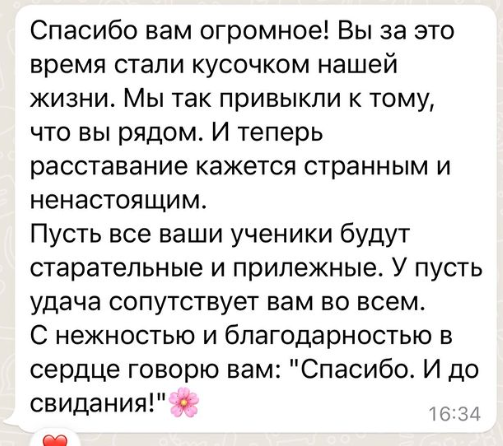 Спасибо вам огромное! Вы за это
время стали кусочком нашей
жизни. Мы так привыкли к тому,
что вы рядом. И теперь
расставание кажется странным и
ненастоящим.
Пусть все ваши ученики будут
старательные и прилежные. У пусть
удача сопутствует вам во всем.
С нежностью и благодарностью в
сердце говорю вам: "Спасибо. И до
свидания!"🌸
16:34